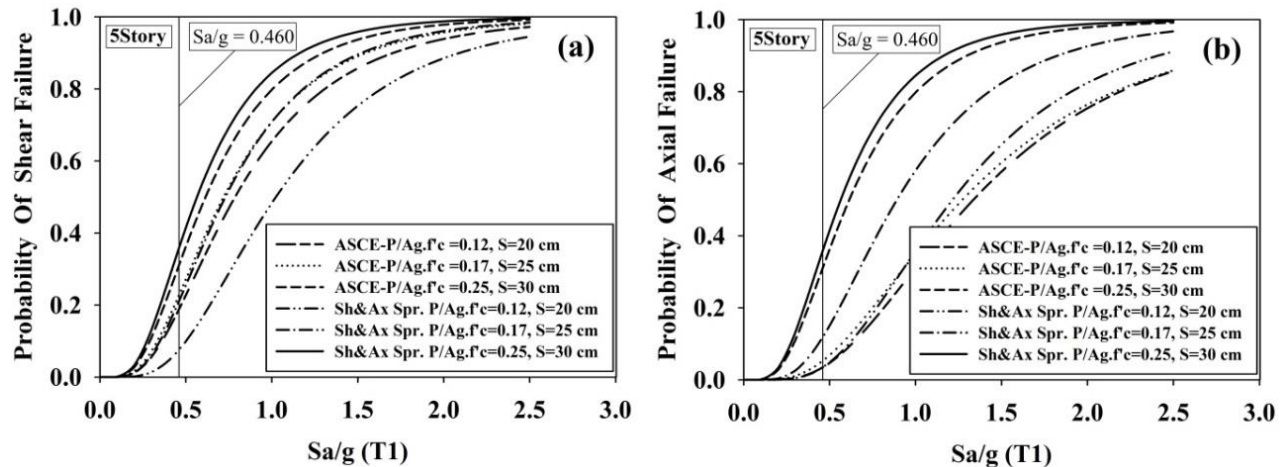 Probability Of Shear Failure
1.0
0.8
0.6
0.4
0.2
0.0
5Story
Sa/g = 0.460
(a)
ASCE-P/Ag.f'c =0.12, S=20 cm
ASCE-P/Ag.f'c =0.17, S=25 cm
ASCE-P/Ag.f'c =0.25, S=30 cm
Sh&Ax Spr. P/Ag.f'c=0.12, S=20 cm
Sh&Ax Spr. P/Ag.f'c=0.17, S=25 cm
Sh&Ax Spr. P/Ag.f'c=0.25, S=30 cm
0.0 0.5 1.0 1.5 2.0 2.5 3.0
Sa/g (T1)
Probability Of Axial Failure
1.0
0.8
0.6
0.4
0.2
0.0
5Story
Sa/g = 0.460
(b)
ASCE-P/Ag.f'c =0.12, S=20 cm
ASCE-P/Ag.f'c =0.17, S=25 cm
ASCE-P/Ag.f'c =0.25, S=30 cm
Sh&Ax Spr. P/Ag.f'c=0.12, S=20 cm
Sh&Ax Spr. P/Ag.f'c=0.17, S=25 cm
Sh&Ax Spr. P/Ag.f'c=0.25, S=30 cm
0.0 0.5 1.0 1.5 2.0 2.5 3.0
Sa/g (T1)